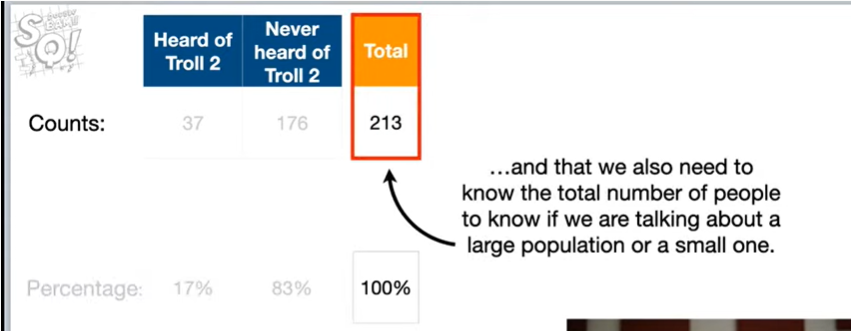 Heard of
Troll 2
Never
heard of
Troll 2
Total
Counts:
37
176
213
...and that we also need to
know the total number of people
to know if we are talking about a
large population or a small one.
Percentage:
17%
83%
100%